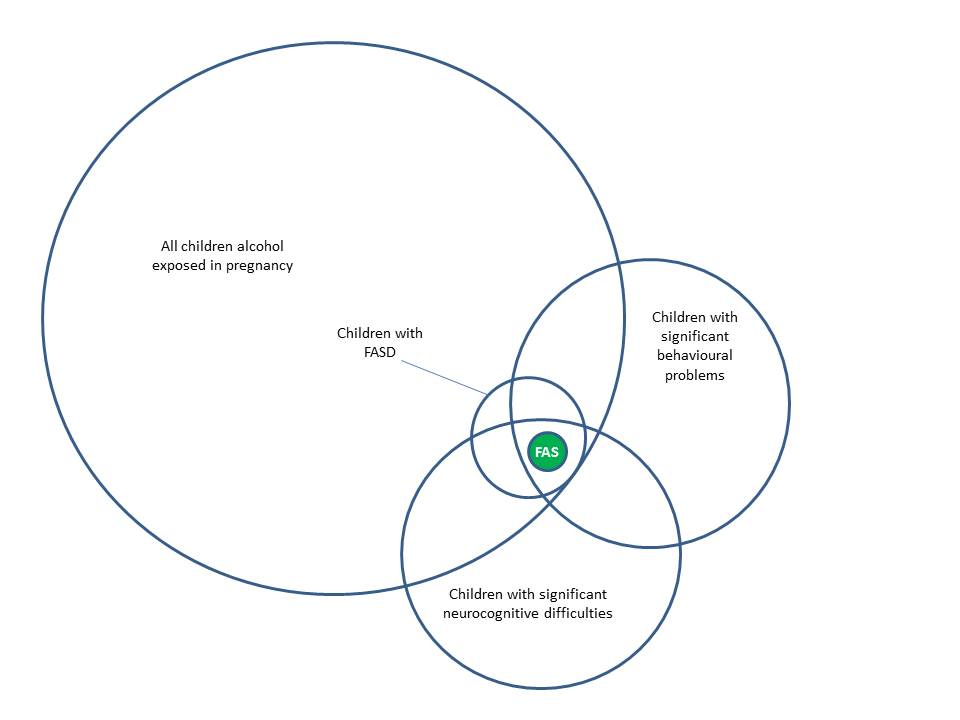 All children alcohol
exposed in pregnancy
Children with
FASD
Children with
significant
behavioural
problems
FAS
Children with significant
neurocognitive difficulties